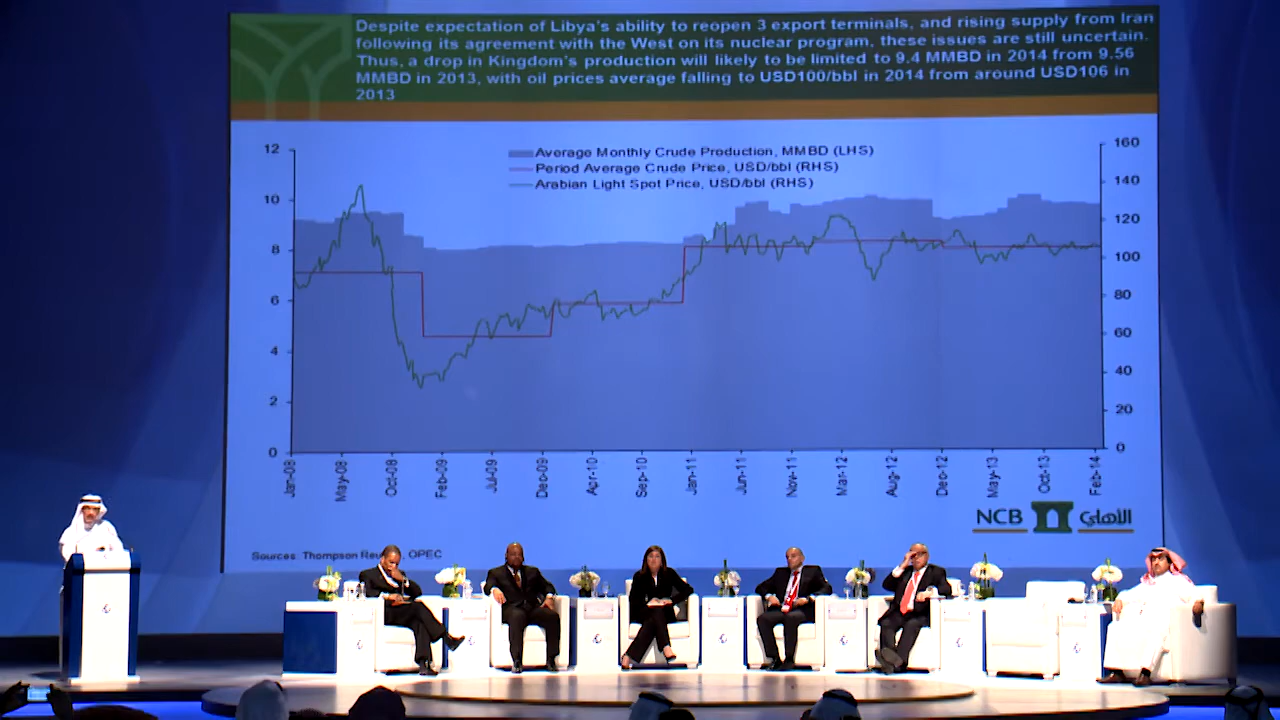 Despite expectation of Libya's ability to reopen 3 export terminals, and rising supply from Iran
following its agreement with the West on its nuclear program, these issues are still uncertain.
Thus, a drop in Kingdom's production will likely to be limited to 9.4 MMBD in 2014 from 9.56
MMBD in 2013, with oil prices average falling to USD100/bbl in 2014 from around USD106 in
2013
Average Monthly Crude Production, MMBD (LHS)
Period Average Crude Price, USD/bbl (RHS)
Arabian Light Spot Price, USD/bbl (RHS)
12
10
8
6
4
2
0
160
140
120
100
80
60
40
20
0
Jan-08
May-08
Oct-08
Feb-09
Jul-09
Dec-09
Apr-10
Sep-10
Jan-11
Jun-11
Nov-11
Mar-12
Aug-12
Dec-12
May-13
Oct-13
Feb-14
NCB الأهلي
Sources: Thompson OPEC